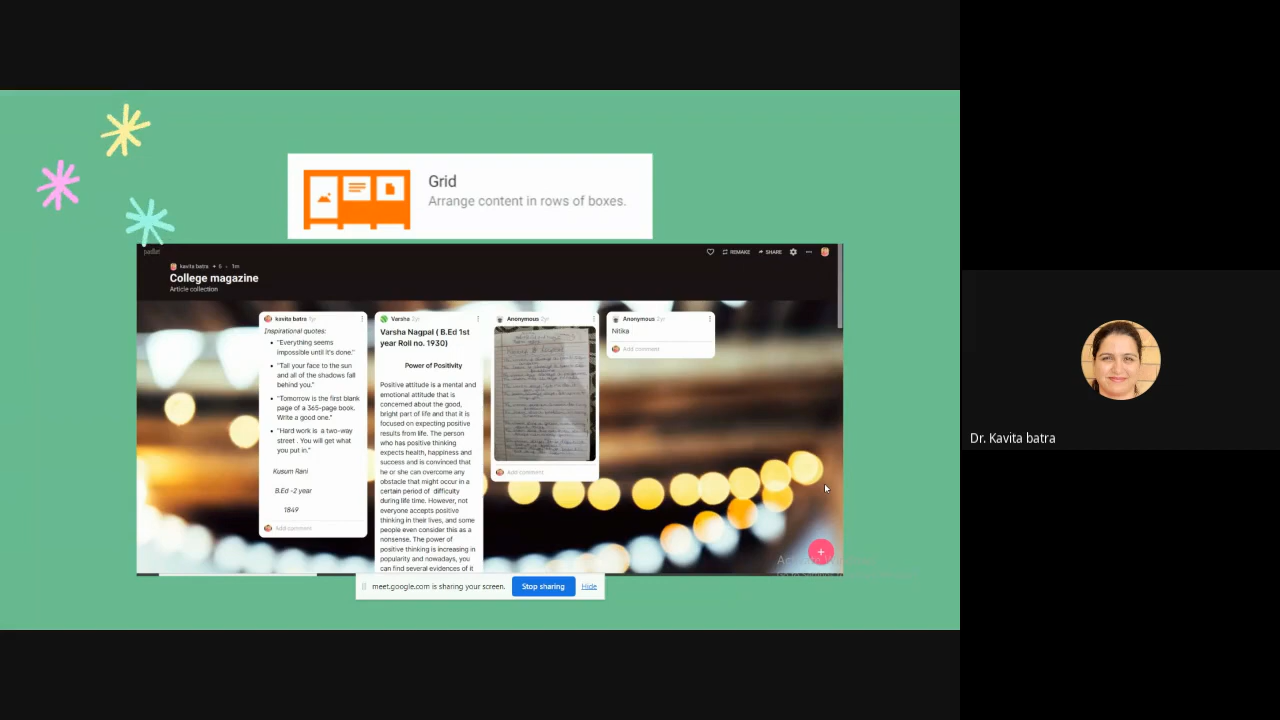 Grid
Arrange content in rows of boxes.
padlet
REMAKE
SHARE
kavita batra • 6 • 1m
College magazine
Article collection
kavita batra 1yr
Inspirational quotes:
"Everything seems
impossible until it's done."
"Tail your face to the sun
and all of the shadows fall
behind you."
"Tomorrow is the first blank
page of a 365-page book.
Write a good one."
"Hard work is a two-way
street . You will get what
you put in."
Kusum Rani
B.Ed -2 year
1849
Add comment
Varsha 2yr
Varsha Nagpal ( B.Ed 1st
year Roll no. 1930)
Power of Positivity
Positive attitude is a mental and
emotional attitude that is
concerned about the good,
bright part of life and that it is
focused on expecting positive
results from life. The person
who has positive thinking
expects health, happiness and
success and is convinced that
he or she can overcome any
obstacle that might occur in a
certain period of difficulty
during life time. However, not
everyone accepts positive
thinking in their lives, and some
people even consider this as a
nonsense. The power of
positive thinking is increasing in
popularity and nowadays, you
can find several evidences of it
Anonymous 2yr
Add comment
Anonymous 2yr
Nitika
Add comment
meet.google.com is sharing your screen.
Stop sharing
Hide
Dr. Kavita batra